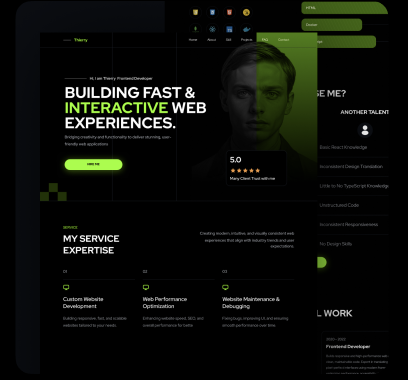 HTML
Docker
Thierry
Home
About
Skill
Projects
FAQ
Contact
Hi, I am Thierry Frontend Developer
BUILDING FAST &
INTERACTIVE WEB
EXPERIENCES.
Bringing creativity and functionality to deliver stunning, user-
friendly web applications
HIRE ME
5.0
Many Client Trust with me
SE ME?
ANOTHER TALENT
Basic React Knowledge
Inconsistent Design Translation
Little to No TypeScript Knowledge
Unstructured Code
Inconsistent Responsiveness
No Design Skills
SERVICE
MY SERVICE
EXPERTISE
Creating modern, intuitive, and visually consistent web
experiences that align with industry trends and user
expectations.
01
02
03
Custom Website
Development
Web Performance
Optimization
Website Maintenance &
Debugging
Building responsive, fast, and scalable
websites tailored to your needs.
Enhancing website speed, SEO, and
overall performance for better
Fixing bugs, improving UI, and ensuring
smooth performance over time.
L WORK
Frontend Developer